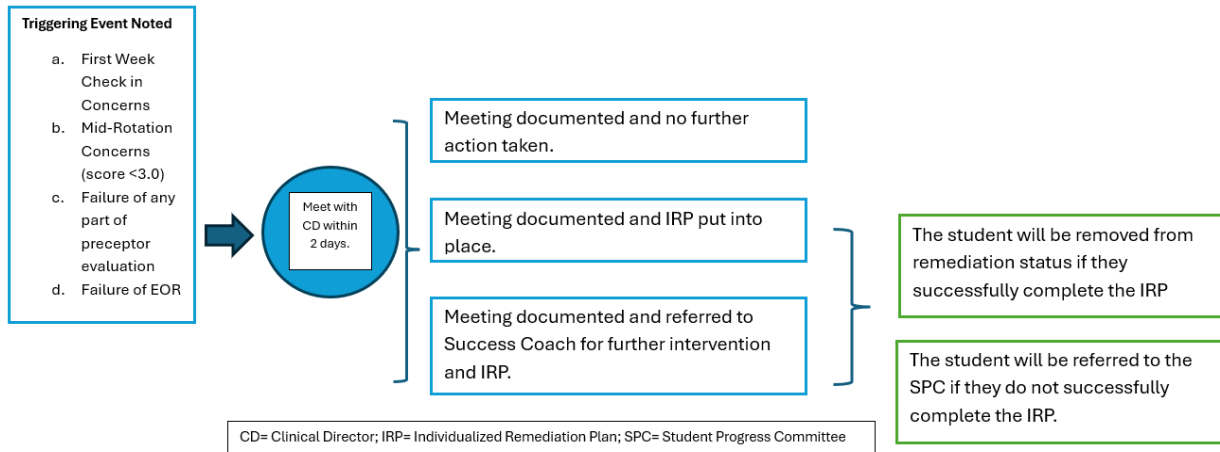 Triggering Event Noted
a. First Week
Check in
Concerns
b. Mid-Rotation
Concerns
(score <3.0)
c. Failure of any
part of
preceptor
evaluation
d. Failure of EOR
Meet with
CD within
2 days.
Meeting documented and no further
action taken.
Meeting documented and IRP put into
place.
Meeting documented and referred to
Success Coach for further intervention
and IRP.
The student will be removed from
remediation status if they
successfully complete the IRP
The student will be referred to the
SPC if they do not successfully
complete the IRP.
CD= Clinical Director; IRP= Individualized Remediation Plan; SPC= Student Progress Committee